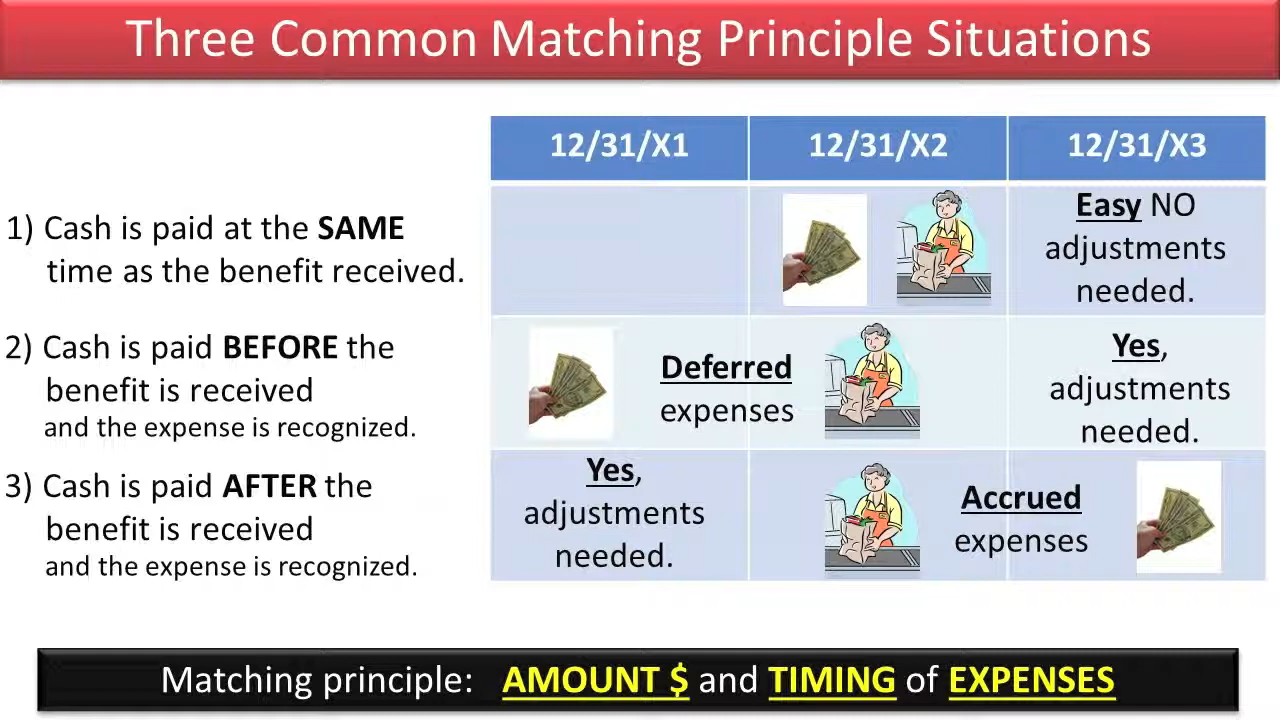 Three Common Matching Principle Situations
12/31/X1
12/31/X2
12/31/X3
1) Cash is paid at the SAME
time as the benefit received.
Easy NO
adjustments
needed.
2) Cash is paid BEFORE the
benefit is received
and the expense is recognized.
Deferred
expenses
Yes,
adjustments
needed.
3) Cash is paid AFTER the
benefit is received
and the expense is recognized.
Yes,
adjustments
needed.
Accrued
expenses
Matching principle: AMOUNT $ and TIMING of EXPENSES